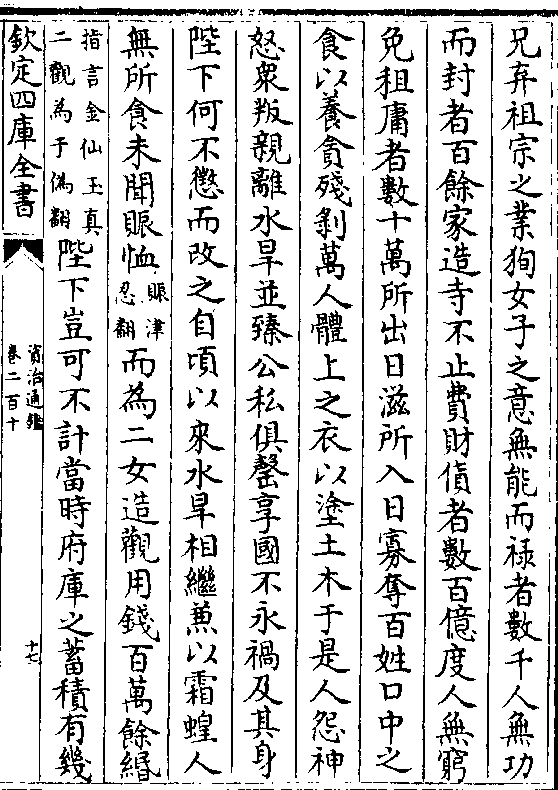 兄弃祖宗之業狥女子之意無能而禄者數千人無功
而封者百餘家造寺不止費財債者數百億度人無窮
免租庸者數十萬所出日滋所入日寡奪百姓口中之
食以養貪殘剝萬人體上之衣以塗土木于是人怨神
怒衆叛親離水旱並臻公私俱罄享國不永禍及其身
陛下何不懲而改之自頃以來水旱相繼兼以霜蝗人
無所食未聞賑恤賑津忍翻而為二女造觀用錢百萬餘緡
指言金仙玉真二觀為于偽翻陛下豈可不計當時府庫之蓄積有幾
欽定四庫全書
資治通鑑
卷二百十
十七